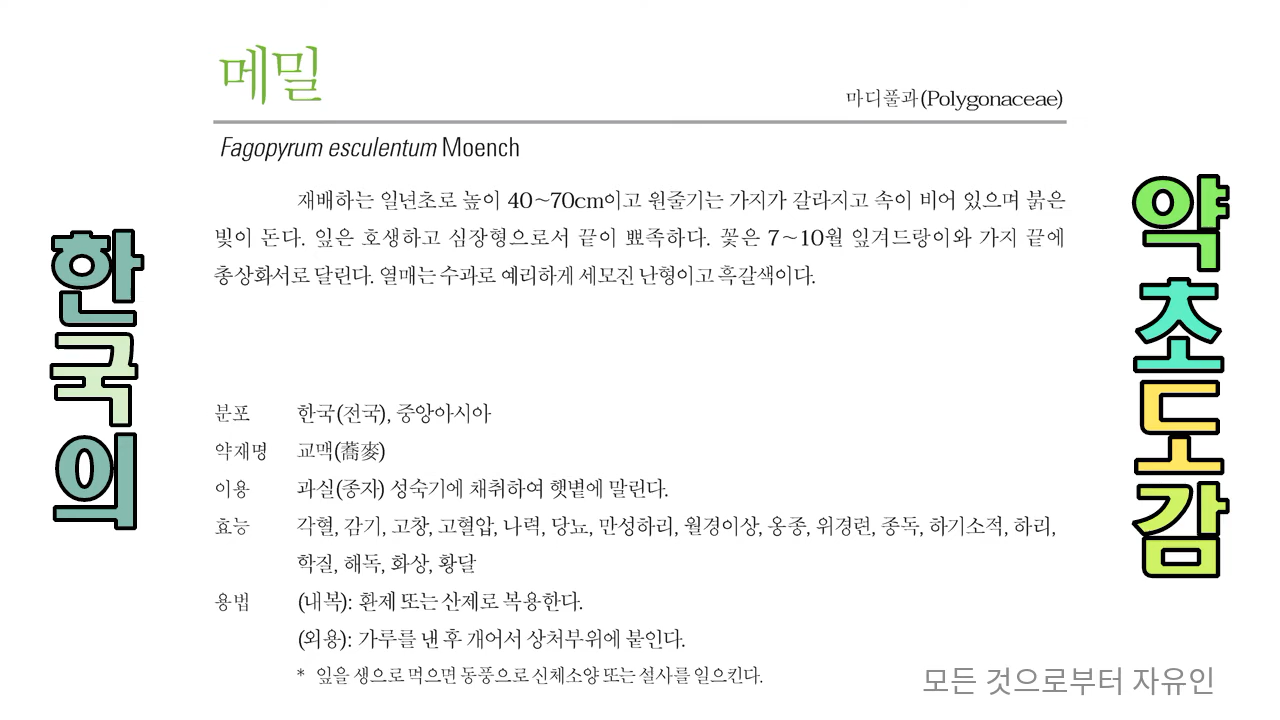 메밀
마디풀과(Polygonaceae)
Fagopyrum esculentum Moench
재배하는 일년초로 높이 40~70cm이고 원줄기는 가지가 갈라지고 속이 비어 있으며 붉은
빛이 돈다. 잎은 호생하고 심장형으로서 끝이 뾰족하다. 꽃은 7~10월 잎겨드랑이와 가지 끝에
총상화서로 달린다. 열매는 수과로 예리하게 세모진 난형이고 흑갈색이다.
한국의
약초도감
분포 한국(전국), 중앙아시아
약재명 교맥(蕎麥)
이용 과실(종자) 성숙기에 채취하여 햇볕에 말린다.
효능 각혈, 감기, 고창, 고혈압, 나력, 당뇨, 만성하리, 월경이상, 옹종, 위경련, 종독, 하기소적, 하리,
학질, 해독, 화상, 황달
용법 (내복): 환제 또는 산제로 복용한다.
(외용): 가루를 낸 후 개어서 상처부위에 붙인다.
* 잎을 생으로 먹으면 동풍으로 신체소양 또는 설사를 일으킨다.
모든 것으로부터 자유인